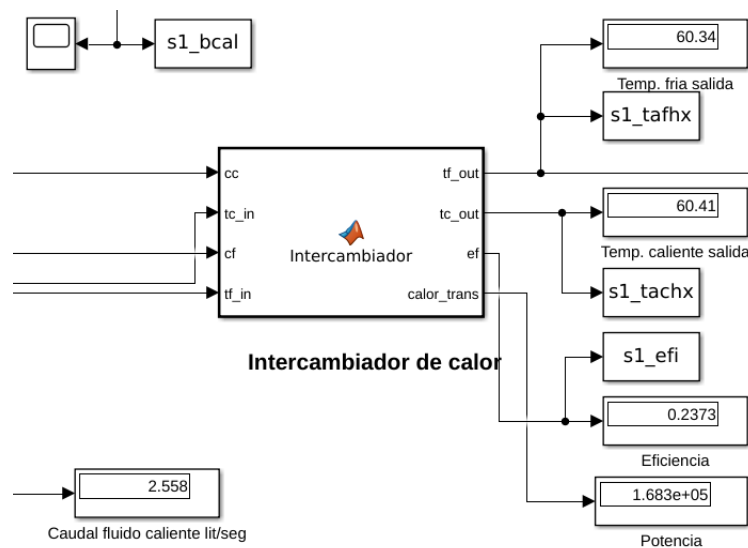 s1_bcal
60.34
Temp. fria salida
s1_tafhx
cc
tf_out
tc_in
tc_out
60.41
Temp. caliente salida
Intercambiador
cf
ef
tf_in
calor_trans
s1_tachx
Intercambiador de calor
s1_efi
0.2373
Eficiencia
2.558
Caudal fluido caliente lit/seg
1.683e+05
Potencia